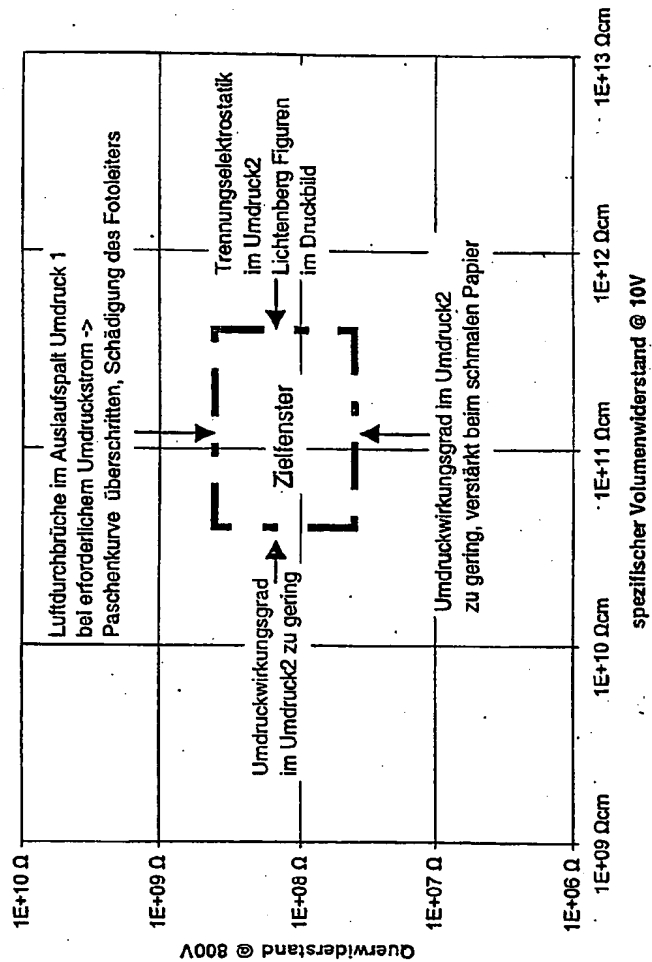 Querwiderstand @ 800V
1E+10 Ω
1E+09 Ω
1E+08 Ω
1E+07 Ω
1E+06 Ω
Luftdurchbrüche im Auslaufspalt Umdruck 1
bei erforderlichem Umdruckstrom ->
Paschenkurve überschritten, Schädigung des Fotoleiters
Umdruckwirkungsgrad
im Umdruck2 zu gering
Zielfenster
Trennungselektrostatik
im Umdruck2
Lichtenberg Figuren
im Druckbild
Umdruckwirkungsgrad im Umdruck2
zu gering, verstärkt beim schmalen Papier
1E+09 Ωcm
1E+10 Ωcm
1E+11 Ωcm
1E+12 Ωcm
1E+13 Ωcm
spezifischer Volumenwiderstand @ 10V